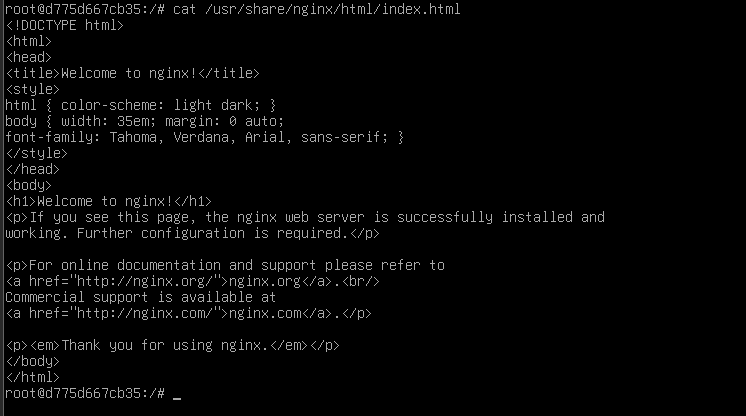 root@d775d667cb35:/# cat /usr/share/nginx/html/index.html
<!DOCTYPE html>
<html>
<head>
<title>Welcome to nginx!</title>
<style>
html { color-scheme: light dark; }
body { width: 35em; margin: 0 auto;
font-family: Tahoma, Verdana, Arial, sans-serif; }
</style>
</head>
<body>
<h1>Welcome to nginx!</h1>
<p>If you see this page, the nginx web server is successfully installed and
working. Further configuration is required.</p>

<p>For online documentation and support please refer to
<a href="http://nginx.org/">nginx.org</a>.<br/>
Commercial support is available at
<a href="http://nginx.com/">nginx.com</a>.</p>

<p><em>Thank you for using nginx.</em></p>
</body>
</html>
root@d775d667cb35:/# _